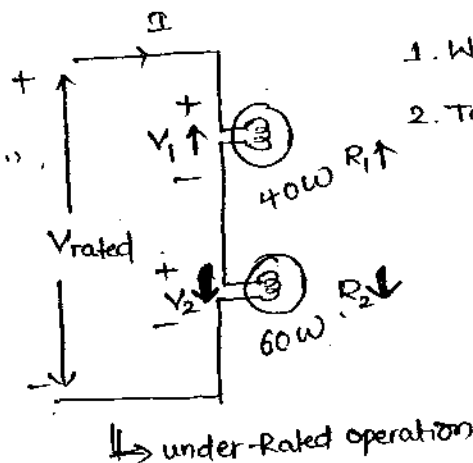 I
1. W
+
+
2. T
V₁ ↑
R₁ ↑
-
40W
Vrated
+
V₂ ↓
R₂ ↓
-
60W
-
↳ under-Rated operation